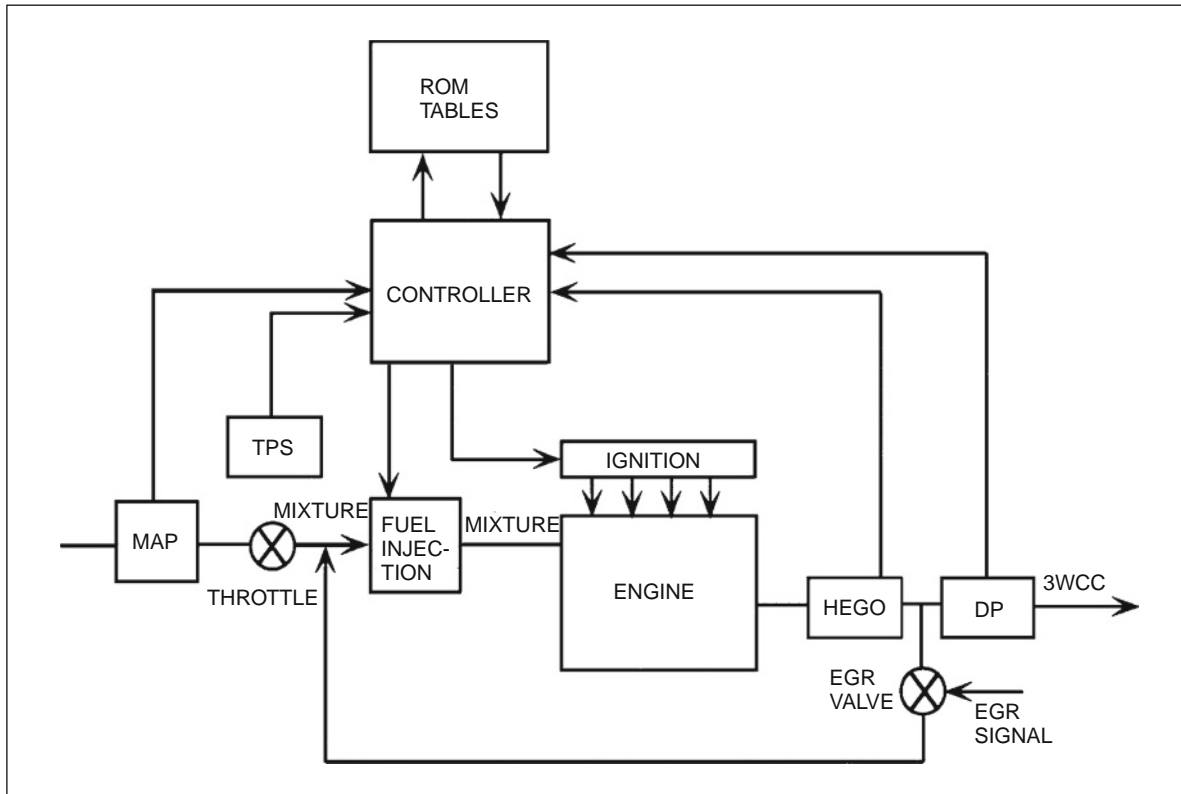 ROM
TABLES
CONTROLLER
TPS
IGNITION
MIXTURE
MIXTURE
MAP
FUEL
INJEC-
TION
THROTTLE
ENGINE
HEGO
DP
3WCC
EGR
VALVE
EGR
SIGNAL